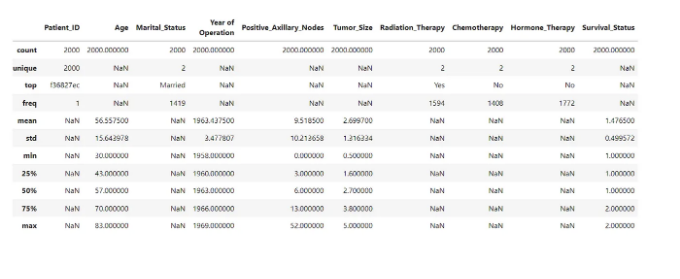 Patient_ID Age Marital_Status Year of Operation Positive_Axillary_Nodes Tumor_Size Radiation_Therapy Chemotherapy Hormone_Therapy Survival_Status
count 2000 2000.000000 2000 2000.000000 2000.000000 2000.000000 2000 2000 2000 2000.000000
unique 2000 NaN 2 NaN NaN NaN 2 2 2 NaN
top f36827ec NaN Married NaN NaN NaN Yes No No NaN
freq 1 NaN 1419 NaN NaN NaN 1594 1408 1772 NaN
mean NaN 56.557500 NaN 1963.437500 9.518500 2.699700 NaN NaN NaN 1.476500
std NaN 15.643978 NaN 3.477807 10.213658 1.316334 NaN NaN NaN 0.499572
min NaN 30.000000 NaN 1958.000000 0.000000 0.500000 NaN NaN NaN 1.000000
25% NaN 43.000000 NaN 1960.000000 3.000000 1.600000 NaN NaN NaN 1.000000
50% NaN 57.000000 NaN 1963.000000 6.000000 2.700000 NaN NaN NaN 1.000000
75% NaN 70.000000 NaN 1966.000000 13.000000 3.800000 NaN NaN NaN 2.000000
max NaN 83.000000 NaN 1969.000000 52.000000 5.000000 NaN NaN NaN 2.000000